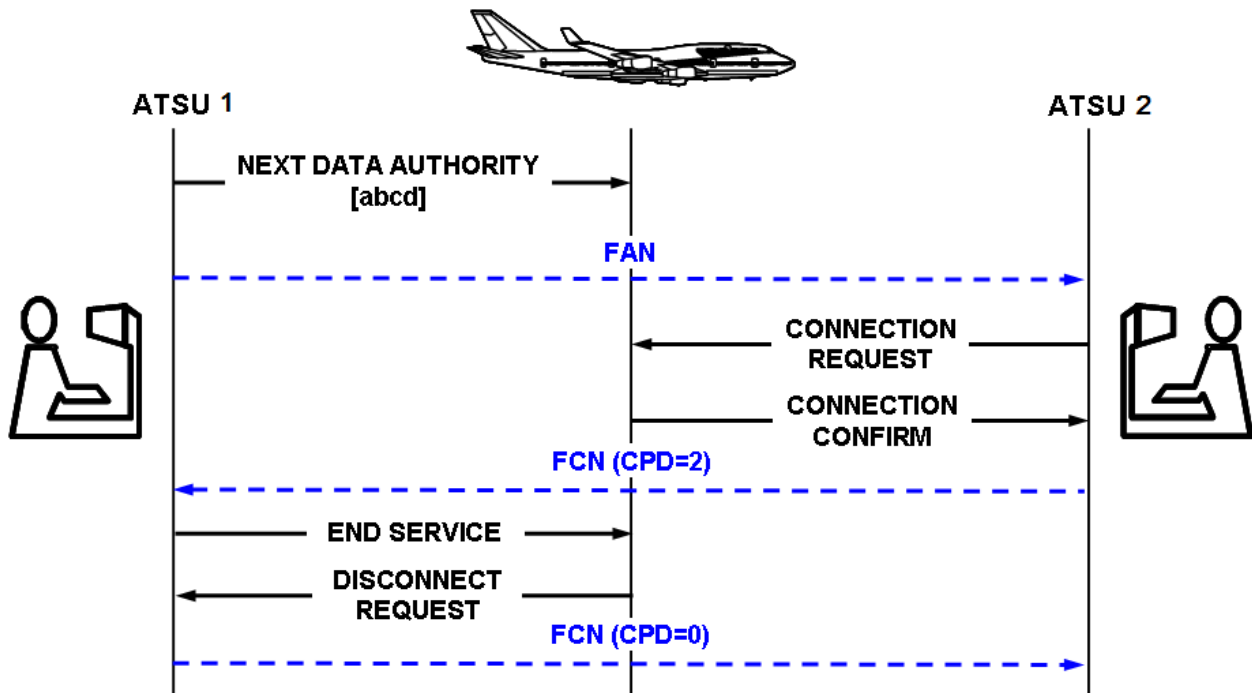 ATSU 1
ATSU 2
NEXT DATA AUTHORITY
[abcd]
FAN
CONNECTION
REQUEST
CONNECTION
CONFIRM
FCN (CPD=2)
END SERVICE
DISCONNECT
REQUEST
FCN (CPD=0)